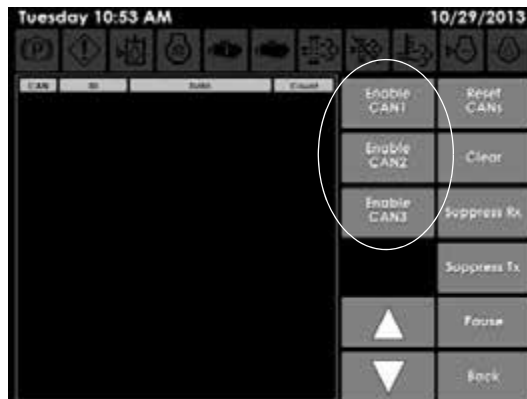 Tuesday 10:53 AM 10/29/2013
CAN ID Data Count
Enable
CAN1
Reset
CANs
Enable
CAN2
Clear
Enable
CAN3
Suppress Rx
Suppress Tx
Pause
Back